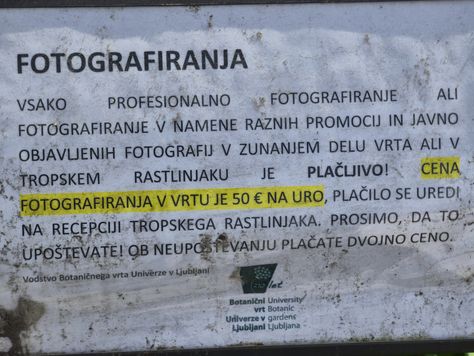 FOTOGRAFIRANJA
VSAKO PROFESIONALNO FOTOGRAFIRANJE ALI
FOTOGRAFIRANJE V NAMENE RAZNIH PROMOCIJ IN JAVNO
OBJAVLJENIH FOTOGRAFIJ V ZUNANJEM DELU VRTA ALI V
TROPSKEM RASTLINJAKU JE PLAČLJIVO! CENA
FOTOGRAFIRANJA V VRTU JE 50 € NA URO, PLAČILO SE UREDI
NA RECEPCIJI TROPSKEGA RASTLINJAKA. PROSIMO, DA TO
UPOŠTEVATE! OB NEUPOŠTEVANJU PLAČATE DVOJNO CENO.
Vodstvo Botaničnega vrta Univerze v Ljubljani
let
Botanični University
vrt Botanic
Univerze v gardens
Ljubljani Ljubljana